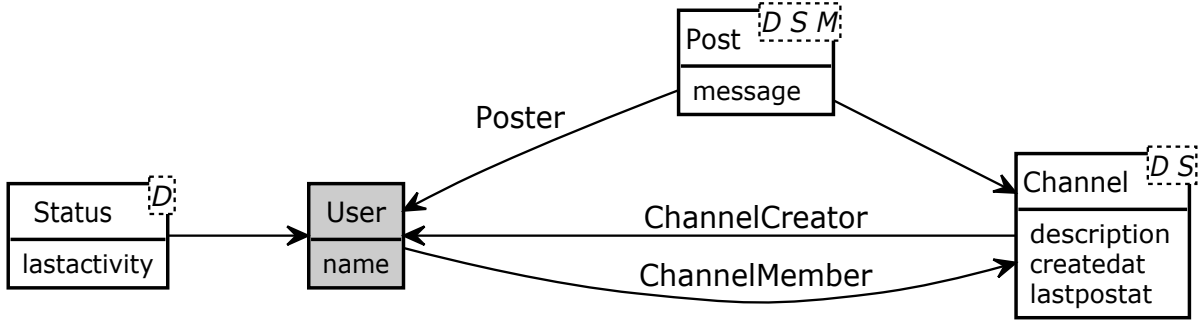 Post
D S M
message
Poster
Channel
D S
description
createdat
lastpostat
Status
D
lastactivity
User
name
ChannelCreator
ChannelMember